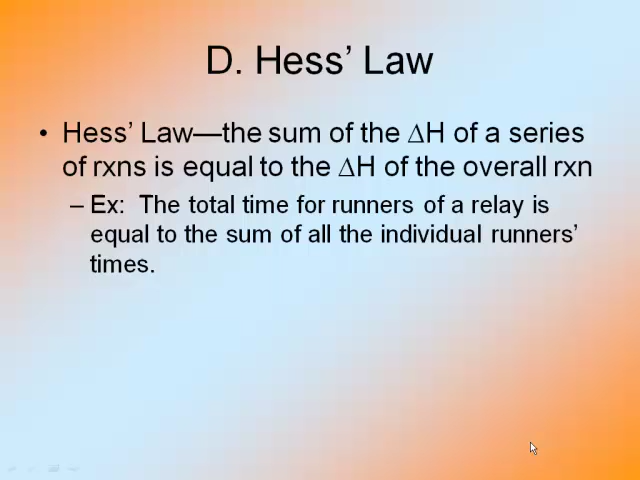 D. Hess’ Law
• Hess’ Law—the sum of the ∆H of a series
of rxns is equal to the ∆H of the overall rxn
– Ex:  The total time for runners of a relay is
equal to the sum of all the individual runners’
times.